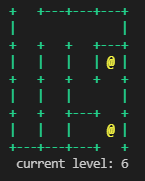 +   +---+---+---+
|               |
+   +   +   +---+
|   |   |   | @ |
+   +   +   +   +
|   |           |
+   +   +---+   +
|   |   |     @ |
+---+---+---+   +
current level: 6